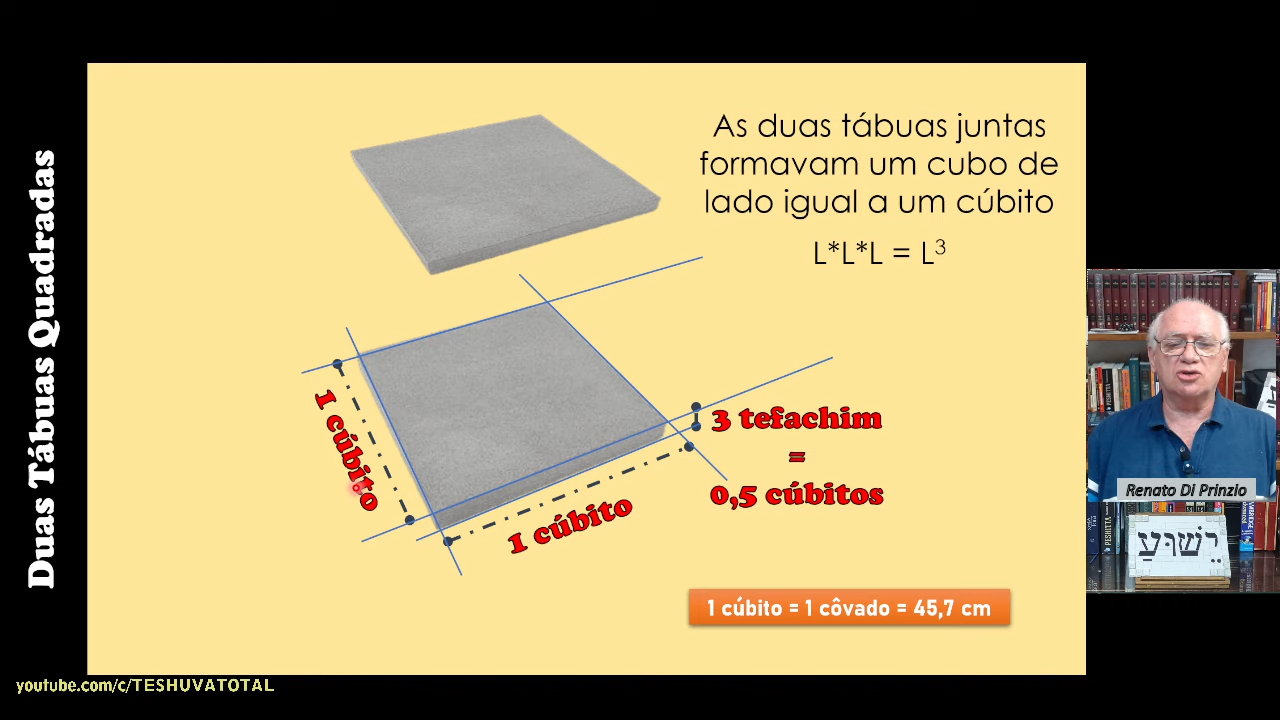 Duas Tábuas Quadradas
As duas tábuas juntas
formavam um cubo de
lado igual a um cúbito
L*L*L = L³
1 cúbito
1 cúbito
3 tefachim
=
0,5 cúbitos
1 cúbito = 1 côvado = 45,7 cm
Renato Di Prinzio
יֵשׁוּעַ
PESHITTA
youtube.com/c/TESHUVATOTAL